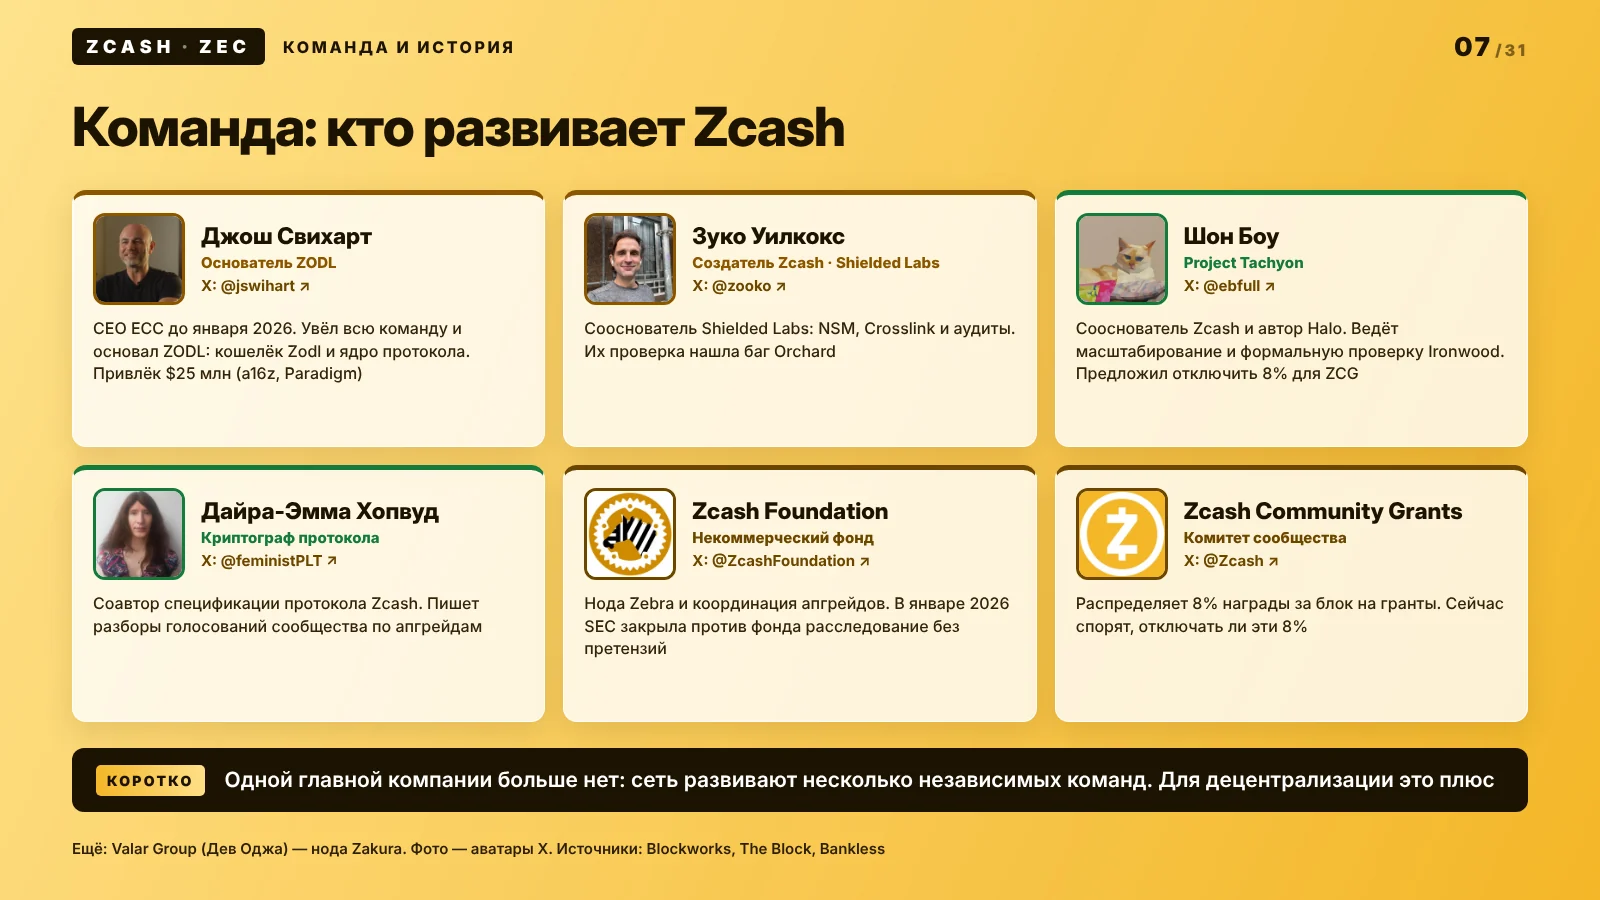 ZCASH · ZEC КОМАНДА И ИСТОРИЯ
07 / 31
Команда: кто развивает Zcash
Джош Свихарт
Основатель ZODL
X: @jswihart ↗
CEO ECC до января 2026. Увёл всю команду и
основал ZODL: кошелёк Zodl и ядро протокола.
Привлёк $25 млн (a16z, Paradigm)
Зуко Уилкокс
Создатель Zcash · Shielded Labs
X: @zooko ↗
Сооснователь Shielded Labs: NSM, Crosslink и аудиты.
Их проверка нашла баг Orchard
Шон Боу
Project Tachyon
X: @ebfull ↗
Сооснователь Zcash и автор Halo. Ведёт
масштабирование и формальную проверку Ironwood.
Предложил отключить 8% для ZCG
Дайра-Эмма Хопвуд
Криптограф протокола
X: @feministPLT ↗
Соавтор спецификации протокола Zcash. Пишет
разборы голосований сообщества по апгрейдам
Zcash Foundation
Некоммерческий фонд
X: @ZcashFoundation ↗
Нода Zebra и координация апгрейдов. В январе 2026
SEC закрыла против фонда расследование без
претензий
Zcash Community Grants
Комитет сообщества
X: @Zcash ↗
Распределяет 8% награды за блок на гранты. Сейчас
спорят, отключать ли эти 8%
КОРОТКО Одной главной компании больше нет: сеть развивают несколько независимых команд. Для децентрализации это плюс
Ещё: Valar Group (Дев Оджа) — нода Zakura. Фото — аватары X. Источники: Blockworks, The Block, Bankless